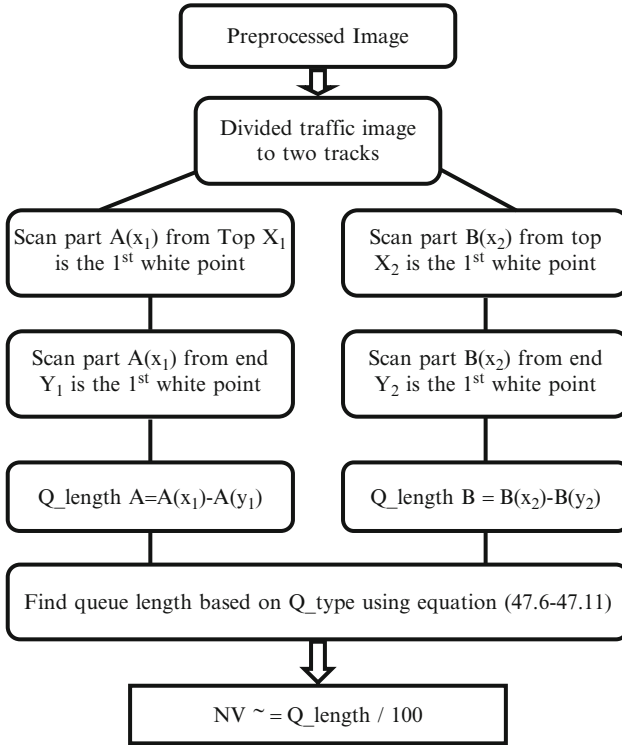 Preprocessed Image
Divided traffic image
to two tracks
Scan part A(x₁) from Top X₁
is the 1ˢᵗ white point
Scan part B(x₂) from top
X₂ is the 1ˢᵗ white point
Scan part A(x₁) from end
Y₁ is the 1ˢᵗ white point
Scan part B(x₂) from end
Y₂ is the 1ˢᵗ white point
Q_length A=A(x₁)-A(y₁)
Q_length B = B(x₂)-B(y₂)
Find queue length based on Q_type using equation (47.6-47.11)
NV ~ = Q_length / 100